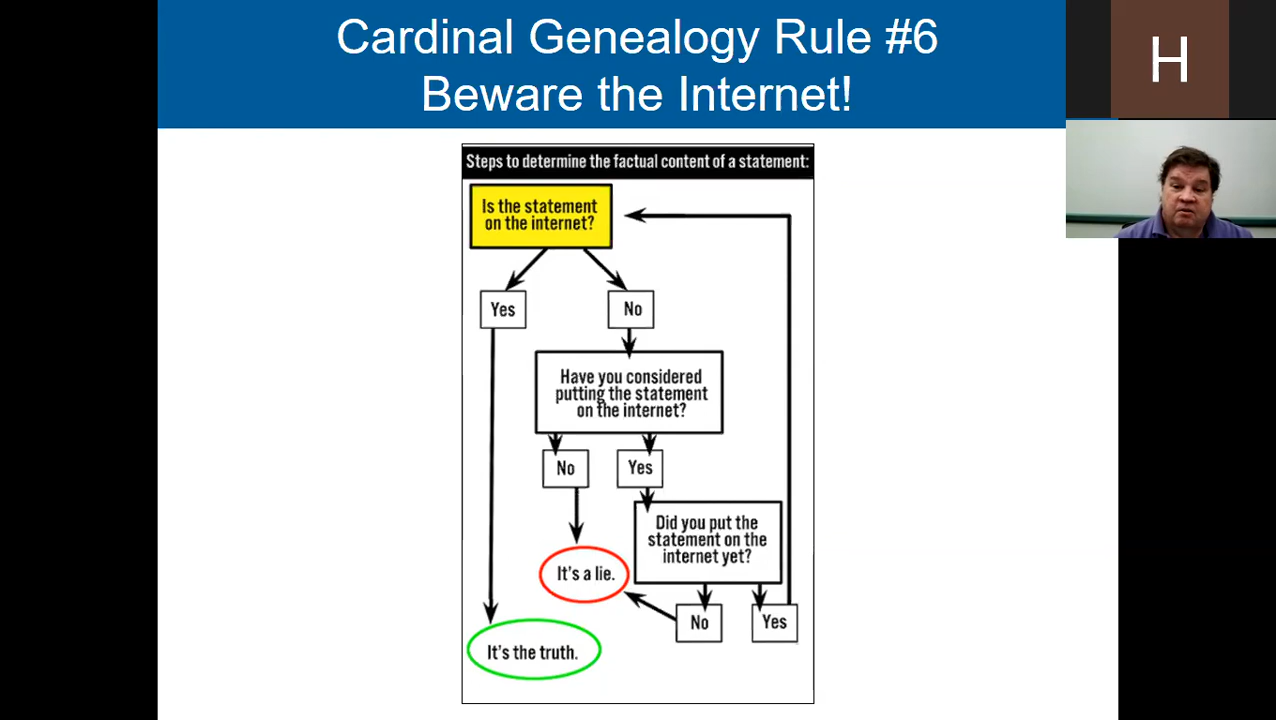 Cardinal Genealogy Rule #6
Beware the Internet!
H
Steps to determine the factual content of a statement:
Is the statement
on the internet?
Yes
No
Have you considered
putting the statement
on the internet?
No
Yes
Did you put the
statement on the
internet yet?
It's a lie.
No
Yes
It's the truth.